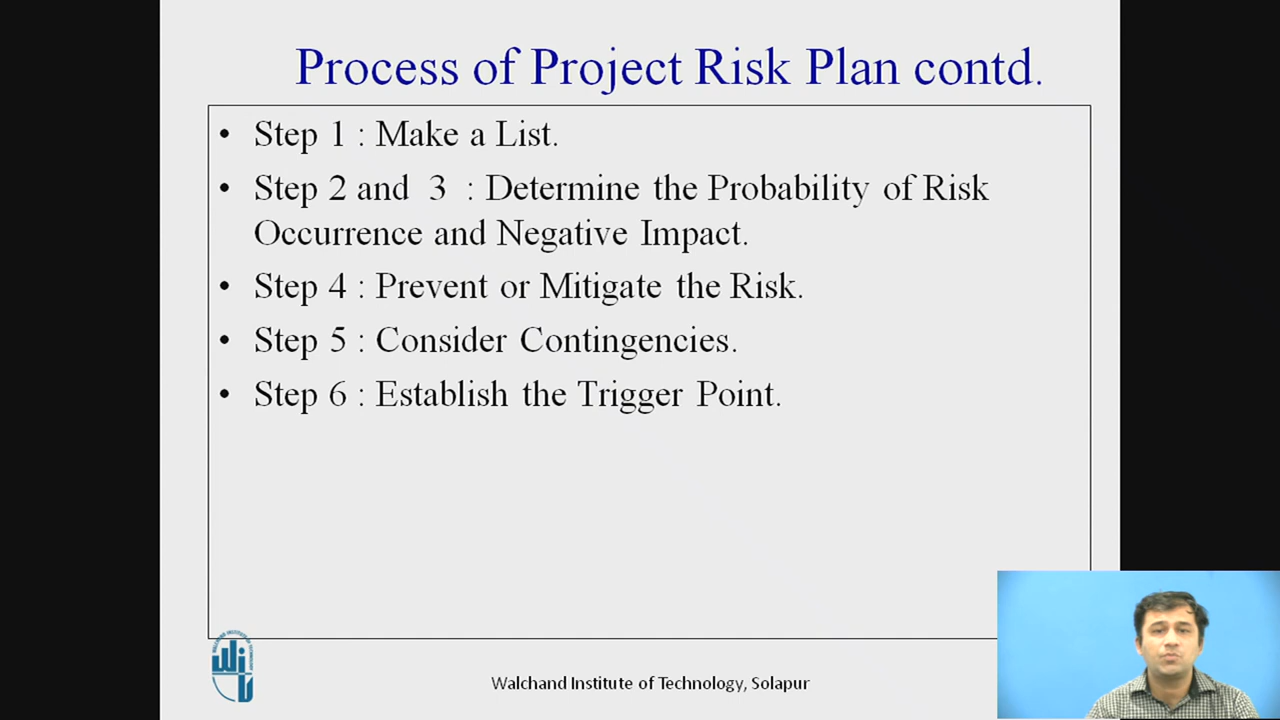 Process of Project Risk Plan contd.
• Step 1 : Make a List.
• Step 2 and 3 : Determine the Probability of Risk
Occurrence and Negative Impact.
• Step 4 : Prevent or Mitigate the Risk.
• Step 5 : Consider Contingencies.
• Step 6 : Establish the Trigger Point.
Walchand Institute of Technology, Solapur